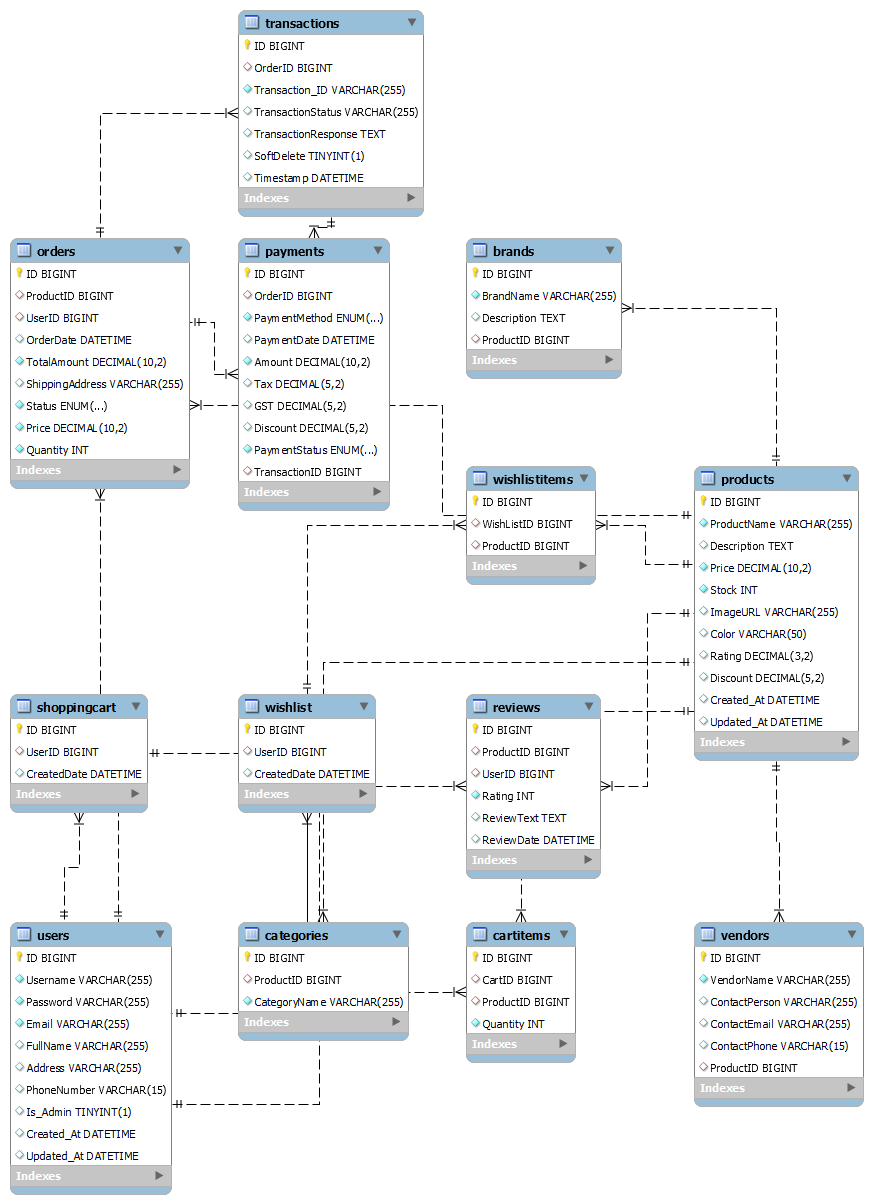 transactions
ID BIGINT
OrderID BIGINT
Transaction_ID VARCHAR(255)
TransactionStatus VARCHAR(255)
TransactionResponse TEXT
SoftDelete TINYINT(1)
Timestamp DATETIME
Indexes
orders
ID BIGINT
ProductID BIGINT
UserID BIGINT
OrderDate DATETIME
TotalAmount DECIMAL(10,2)
ShippingAddress VARCHAR(255)
Status ENUM(...)
Price DECIMAL(10,2)
Quantity INT
Indexes
payments
ID BIGINT
OrderID BIGINT
PaymentMethod ENUM(...)
PaymentDate DATETIME
Amount DECIMAL(10,2)
Tax DECIMAL(5,2)
GST DECIMAL(5,2)
Discount DECIMAL(5,2)
PaymentStatus ENUM(...)
TransactionID BIGINT
Indexes
brands
ID BIGINT
BrandName VARCHAR(255)
Description TEXT
ProductID BIGINT
Indexes
wishlistitems
ID BIGINT
WishListID BIGINT
ProductID BIGINT
Indexes
products
ID BIGINT
ProductName VARCHAR(255)
Description TEXT
Price DECIMAL(10,2)
Stock INT
ImageURL VARCHAR(255)
Color VARCHAR(50)
Rating DECIMAL(3,2)
Discount DECIMAL(5,2)
Created_At DATETIME
Updated_At DATETIME
Indexes
shoppingcart
ID BIGINT
UserID BIGINT
CreatedDate DATETIME
Indexes
wishlist
ID BIGINT
UserID BIGINT
CreatedDate DATETIME
Indexes
reviews
ID BIGINT
ProductID BIGINT
UserID BIGINT
Rating INT
ReviewText TEXT
ReviewDate DATETIME
Indexes
users
ID BIGINT
Username VARCHAR(255)
Password VARCHAR(255)
Email VARCHAR(255)
FullName VARCHAR(255)
Address VARCHAR(255)
PhoneNumber VARCHAR(15)
Is_Admin TINYINT(1)
Created_At DATETIME
Updated_At DATETIME
Indexes
categories
ID BIGINT
ProductID BIGINT
CategoryName VARCHAR(255)
Indexes
cartitems
ID BIGINT
CartID BIGINT
ProductID BIGINT
Quantity INT
Indexes
vendors
ID BIGINT
VendorName VARCHAR(255)
ContactPerson VARCHAR(255)
ContactEmail VARCHAR(255)
ContactPhone VARCHAR(15)
ProductID BIGINT
Indexes